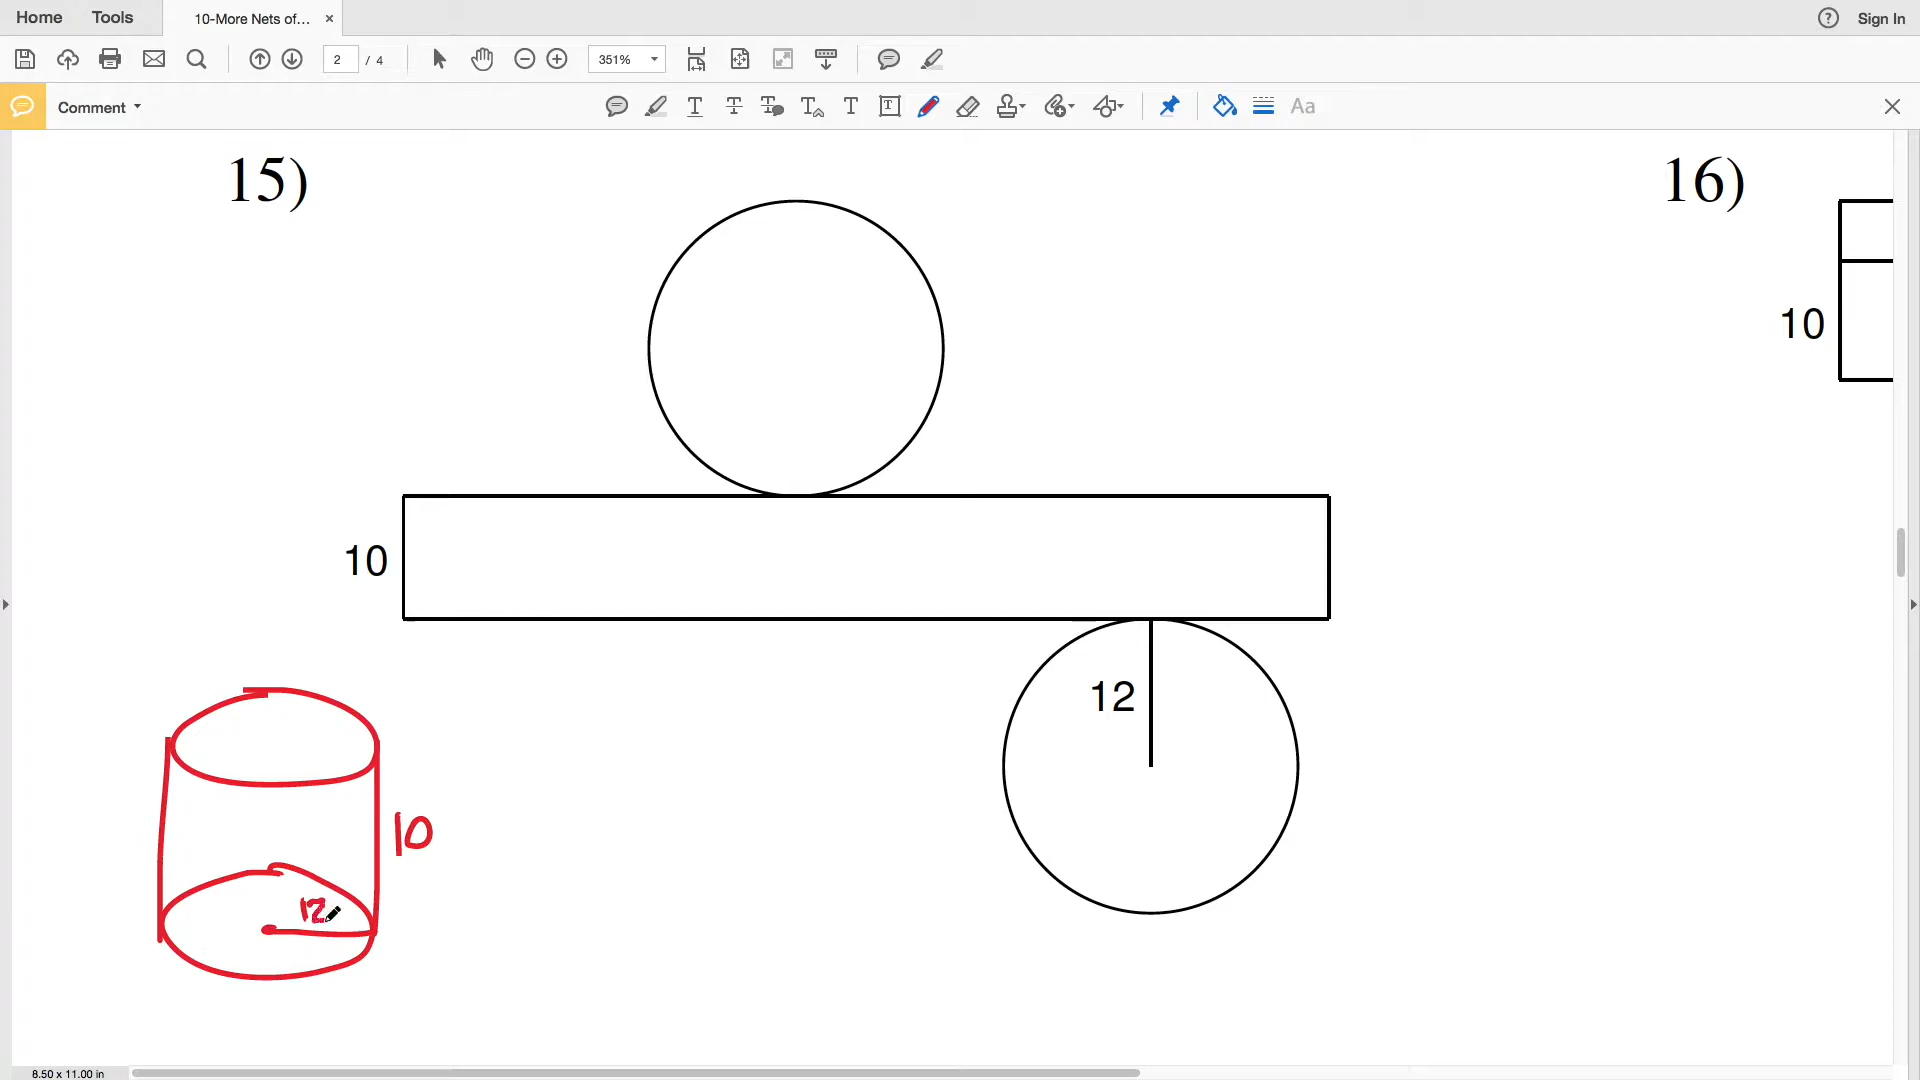 Home Tools 10-More Nets of... × ? Sign In
2 / 4 351%
Comment T T T T T T Aa
15) 16)
10
10
12
10
12
8.50 x 11.00 in